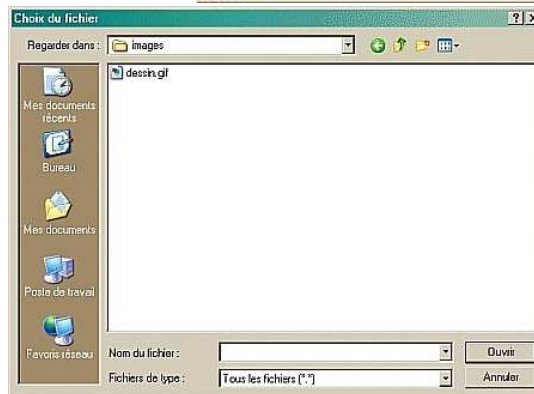 Choix du fichier
Regarder dans :
images
dessin.gif
Mes documents
récents
Bureau
Mes documents
Poste de travail
Favoris réseau
Nom du fichier :
Ouvrir
Fichiers de type :
Tous les fichiers (*.*)
Annuler